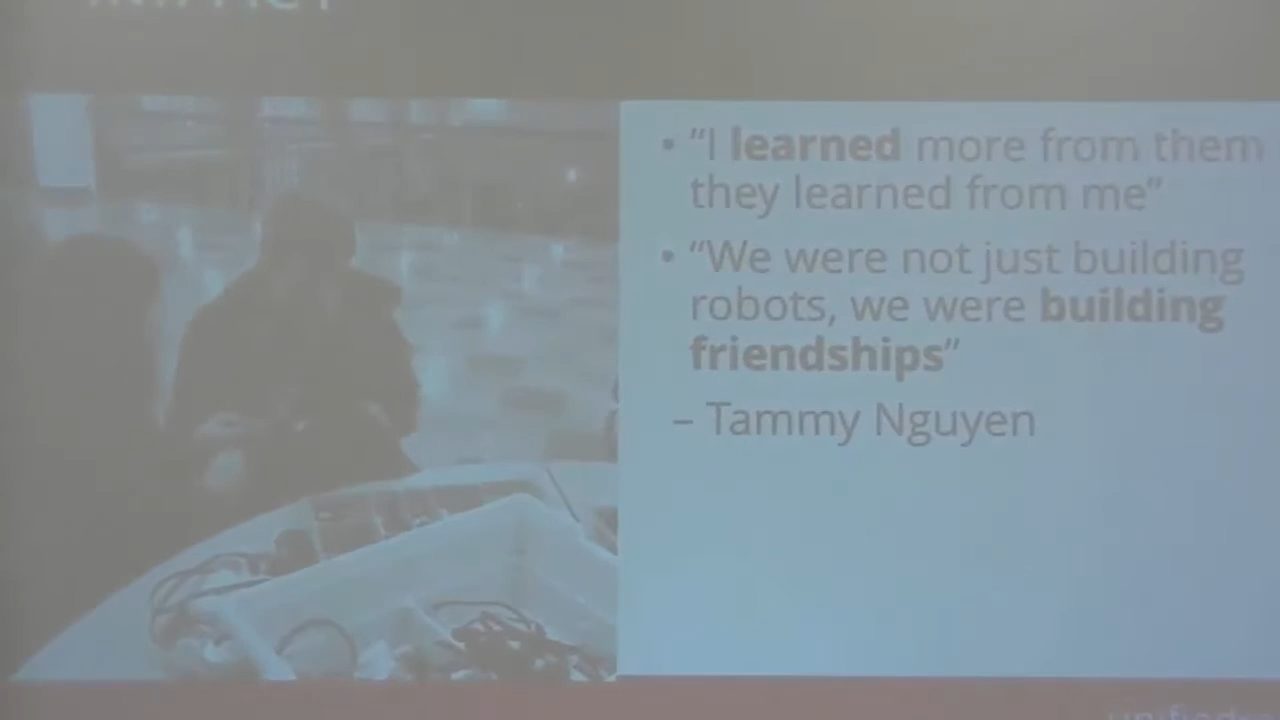 • “I learned more from them
they learned from me”
• “We were not just building
robots, we were building
friendships”
– Tammy Nguyen